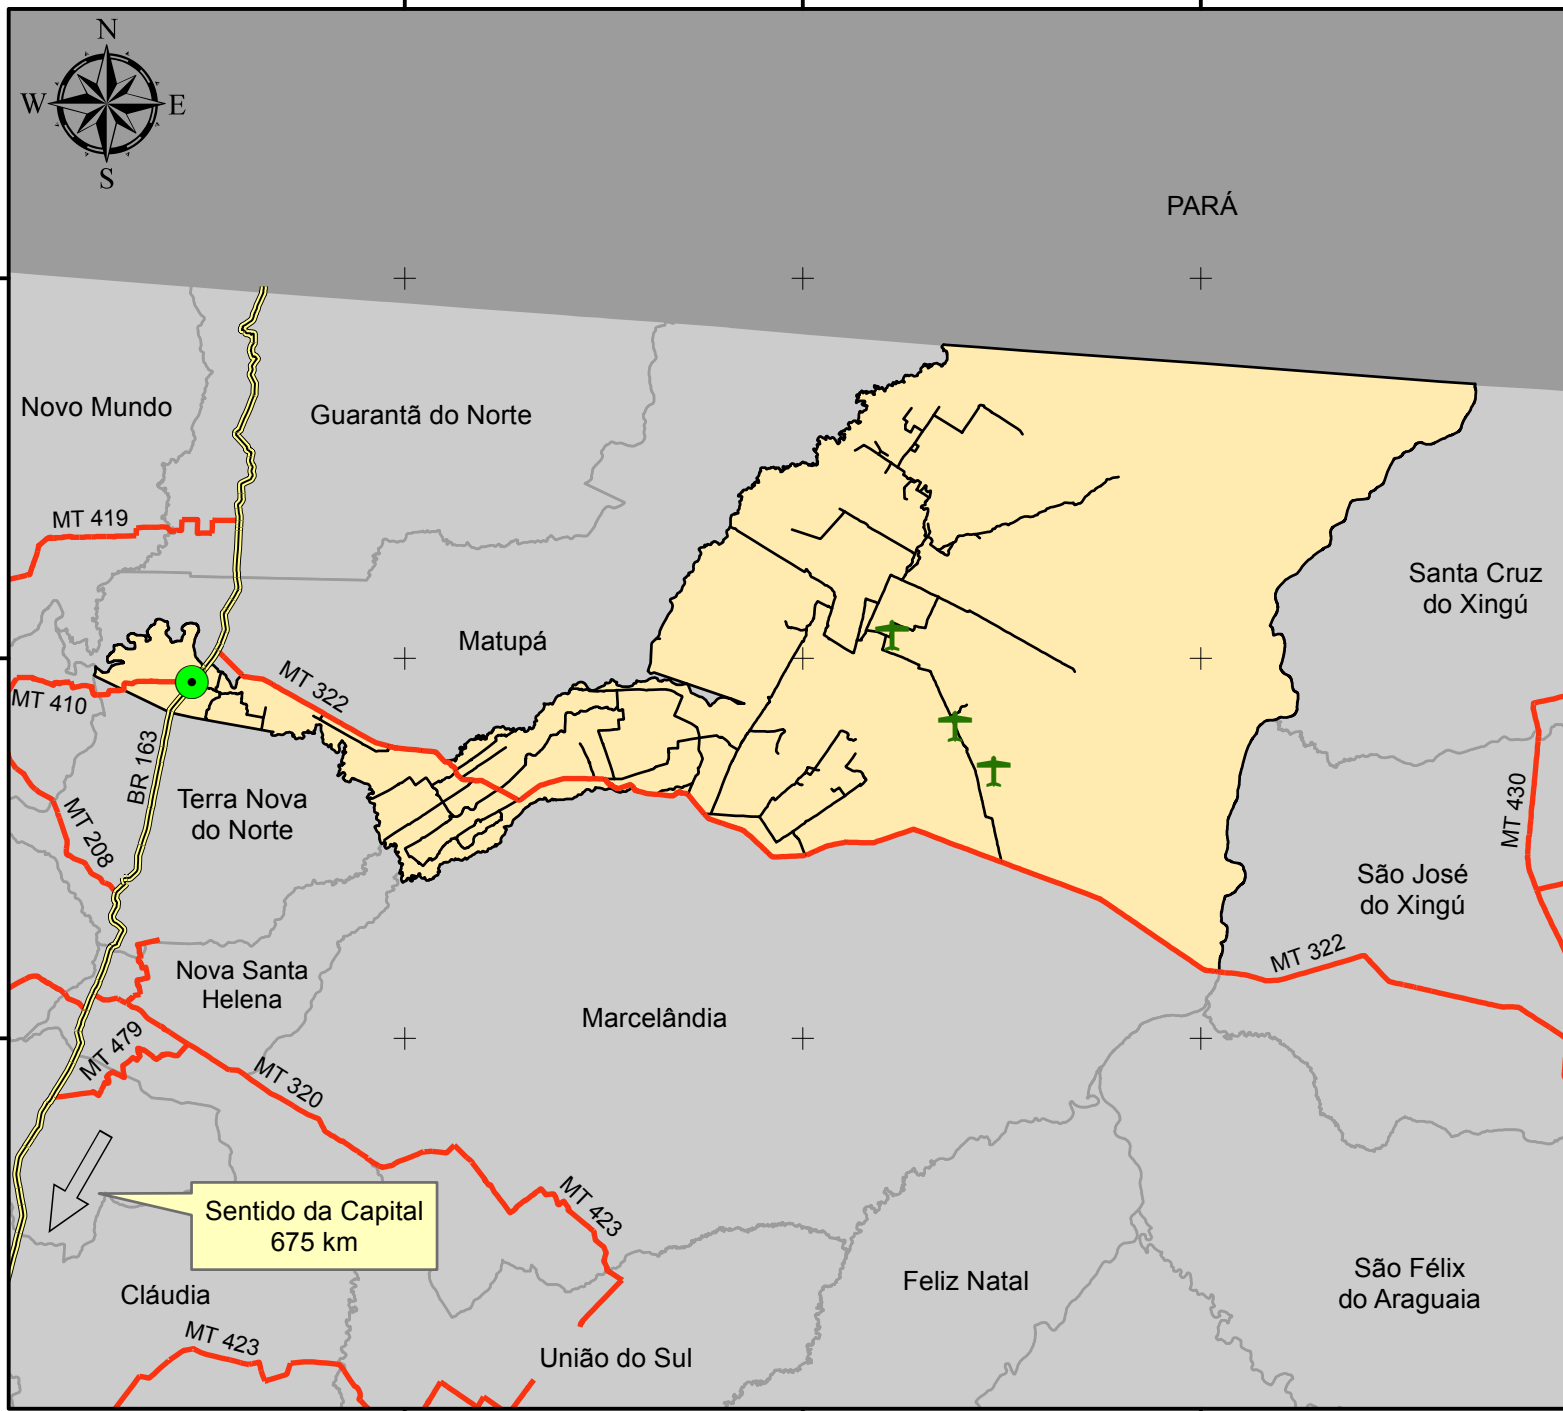 N
W
E
S
PARÁ
Novo Mundo
Guarantã do Norte
MT 419
Santa Cruz
do Xingú
Matupá
MT 322
MT 410
BR 163
Terra Nova
do Norte
MT 208
MT 430
São José
do Xingú
MT 322
Nova Santa
Helena
Marcelândia
MT 479
MT 320
Sentido da Capital
675 km
MT 423
Feliz Natal
São Félix
do Araguaia
Cláudia
MT 423
União do Sul